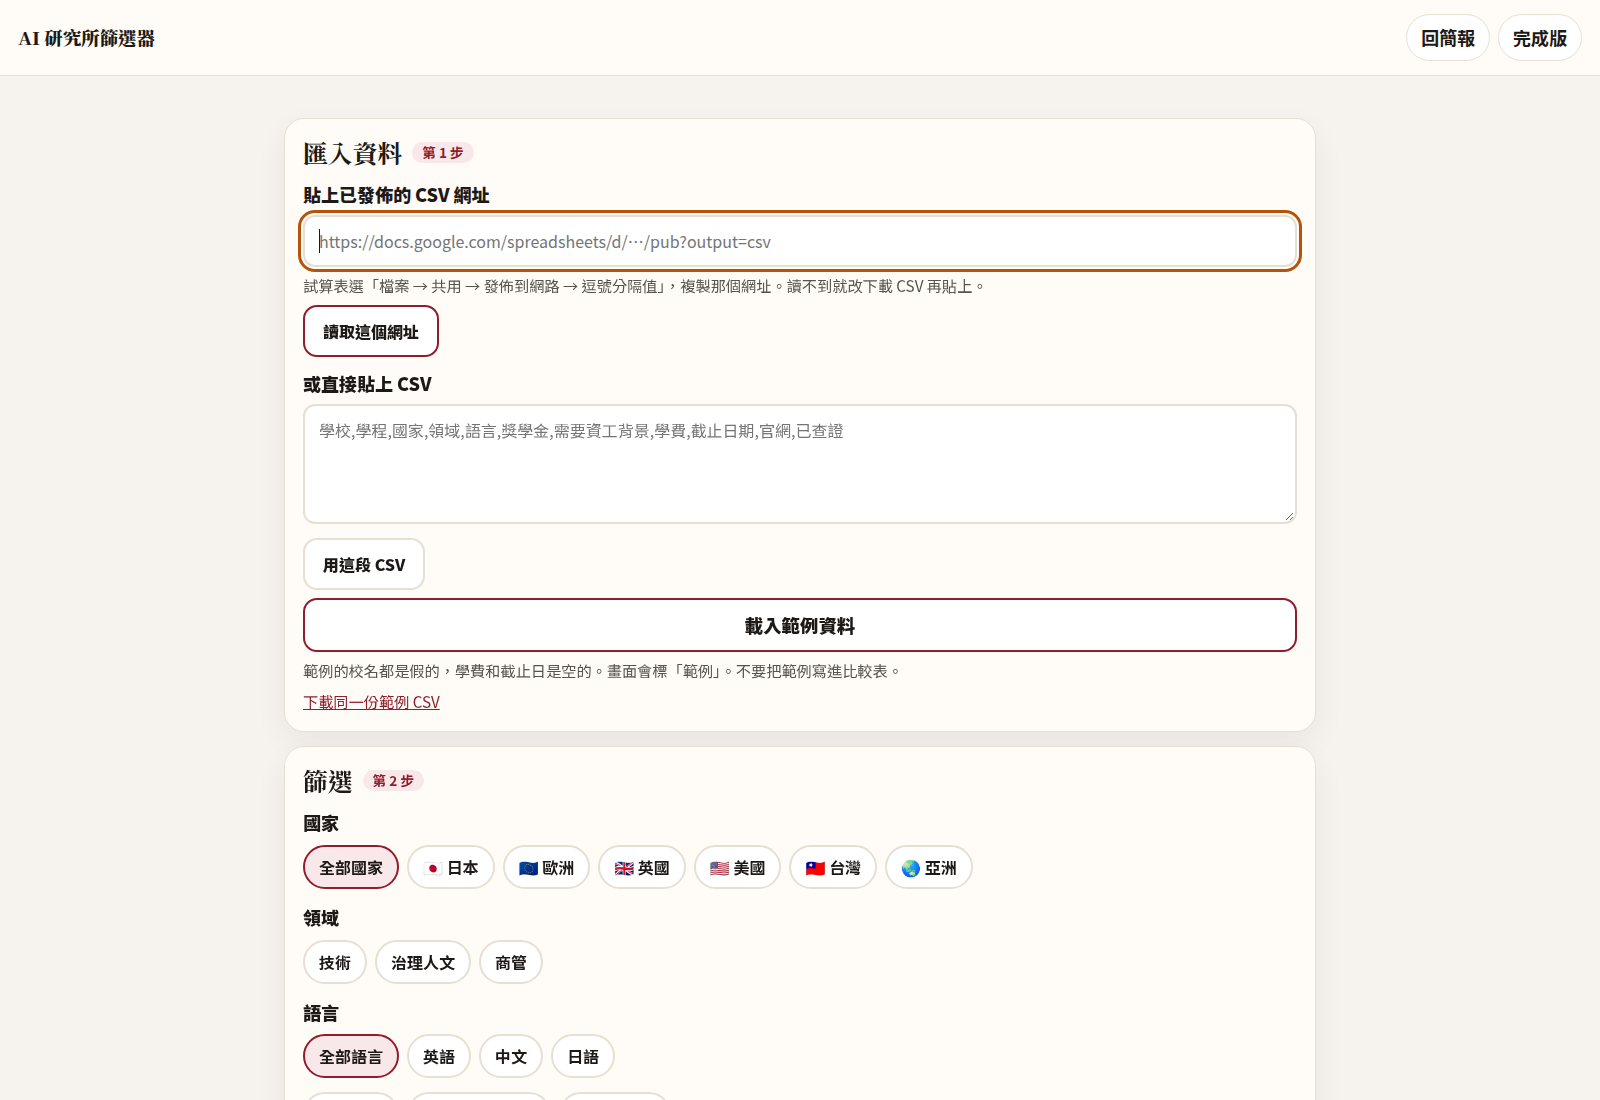 AI 研究所篩選器
回簡報
完成版
匯入資料
第 1 步
貼上已發佈的 CSV 網址
https://docs.google.com/spreadsheets/d/⋯/pub?output=csv
試算表選「檔案 → 共用 → 發佈到網路 → 逗號分隔值」，複製那個網址。讀不到就改下載 CSV 再貼上。
讀取這個網址
或直接貼上 CSV
學校,學程,國家,領域,語言,獎學金,需要資工背景,學費,截止日期,官網,已查證
用這段 CSV
載入範例資料
範例的校名都是假的，學費和截止日是空的。畫面會標「範例」。不要把範例寫進比較表。
下載同一份範例 CSV
篩選
第 2 步
國家
全部國家
🇯🇵 日本
🇪🇺 歐洲
🇬🇧 英國
🇺🇸 美國
🇹🇼 台灣
🌏 亞洲
領域
技術
治理人文
商管
語言
全部語言
英語
中文
日語